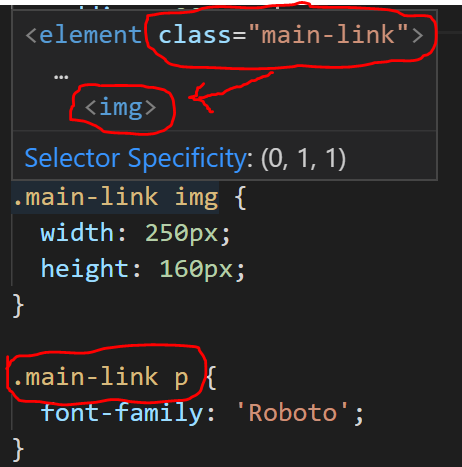 <element class="main-link">
…
<img>
Selector Specificity: (0, 1, 1)
.main-link img {
width: 250px;
height: 160px;
}
.main-link p {
font-family: 'Roboto';
}